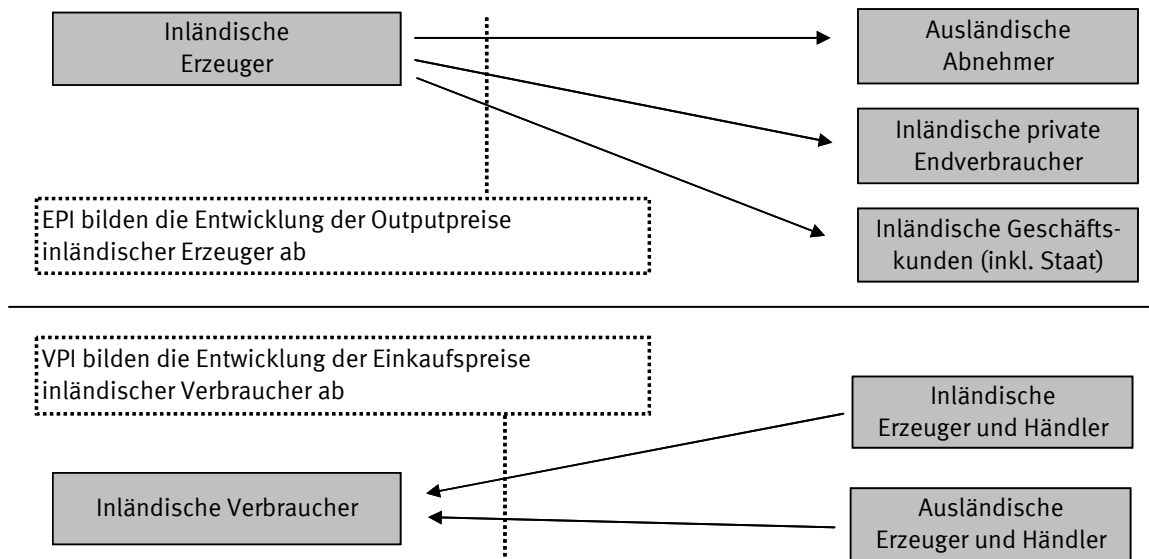 Inländische
Erzeuger
Ausländische
Abnehmer
Inländische private
Endverbraucher
EPI bilden die Entwicklung der Outputpreise
inländischer Erzeuger ab
Inländische Geschäfts-
kunden (inkl. Staat)
VPI bilden die Entwicklung der Einkaufspreise
inländischer Verbraucher ab
Inländische
Erzeuger und Händler
Inländische Verbraucher
Ausländische
Erzeuger und Händler